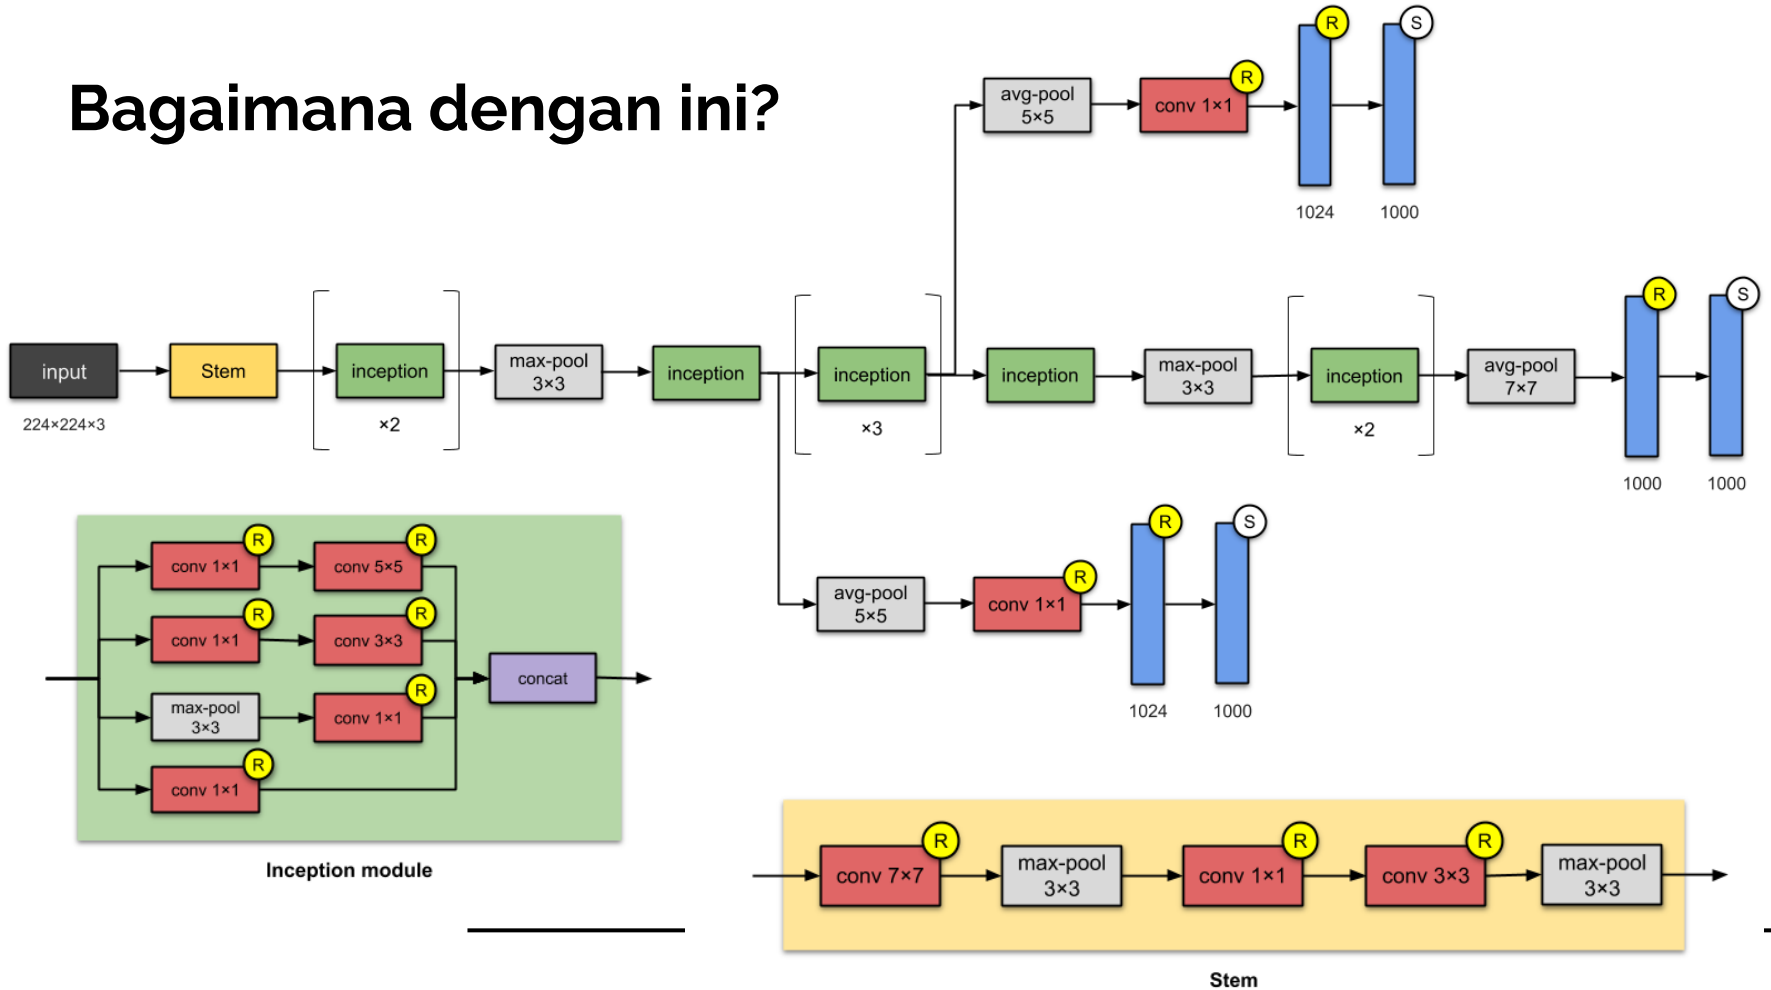 Bagaimana dengan ini?
avg-pool
5×5
R
conv 1×1
R
1024
S
1000
input
224×224×3
Stem
inception
×2
max-pool
3×3
inception
inception
×3
inception
max-pool
3×3
inception
×2
avg-pool
7×7
R
1000
S
1000
avg-pool
5×5
R
conv 1×1
R
1024
S
1000
R
conv 1×1
R
conv 5×5
R
conv 1×1
R
conv 3×3
max-pool
3×3
R
conv 1×1
R
conv 1×1
concat
Inception module
R
conv 7×7
max-pool
3×3
R
conv 1×1
R
conv 3×3
max-pool
3×3
Stem